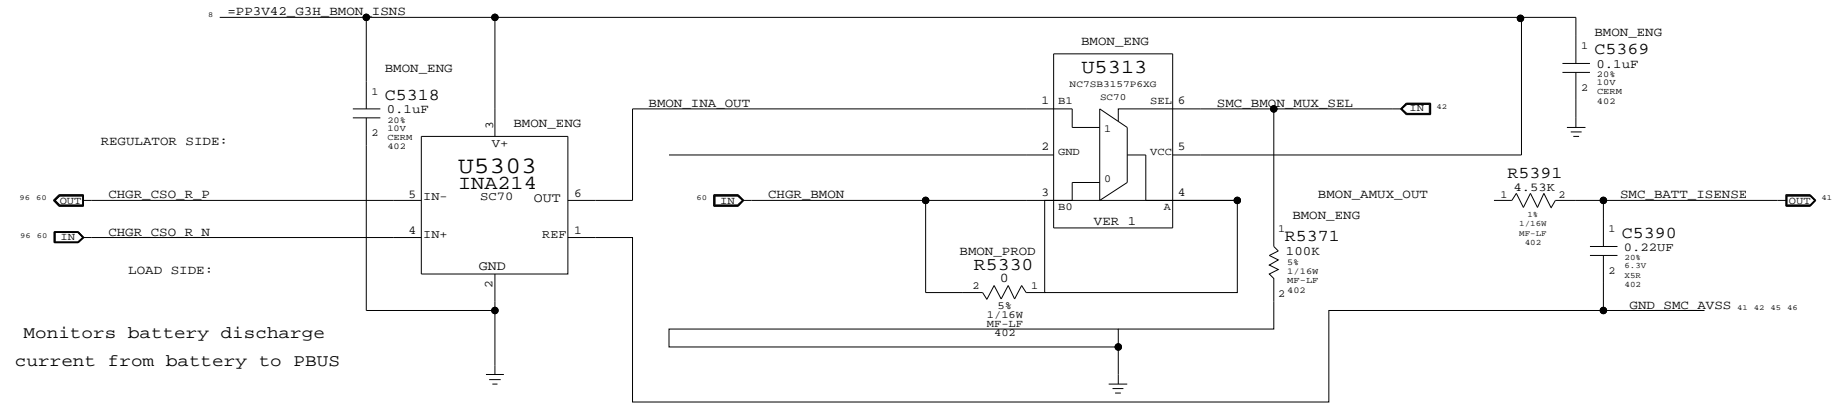 8 =PP3V42_G3H_BMON_ISNS
BMON_ENG
1 C5318
0.1uF
20%
10V
CERM
402
2
REGULATOR SIDE:
96 60 OUT CHGR_CSO_R_P
96 60 IN CHGR_CSO_R_N
LOAD SIDE:
Monitors battery discharge
current from battery to PBUS
BMON_ENG
3
V+
U5303
INA214
SC70
5 IN-
4 IN+
OUT 6
REF 1
GND
2
BMON_INA_OUT
BMON_ENG
U5313
NC7SB3157P6XG
SC70
1 B1
SEL 6
1
2 GND
VCC 5
0
3 B0
4 A
VER 1
SMC_BMON_MUX_SEL IN 42
60 IN CHGR_BMON
BMON_PROD
R5330
0
2 1
5%
1/16W
MF-LF
402
BMON_AMUX_OUT
BMON_ENG
1 R5371
100K
5%
1/16W
MF-LF
402
2
BMON_ENG
1 C5369
0.1uF
20%
10V
CERM
402
2
R5391
4.53K
1 2
1%
1/16W
MF-LF
402
SMC_BATT_ISENSE OUT 41
1 C5390
0.22UF
20%
6.3V
X5R
402
2
GND_SMC_AVSS 41 42 45 46